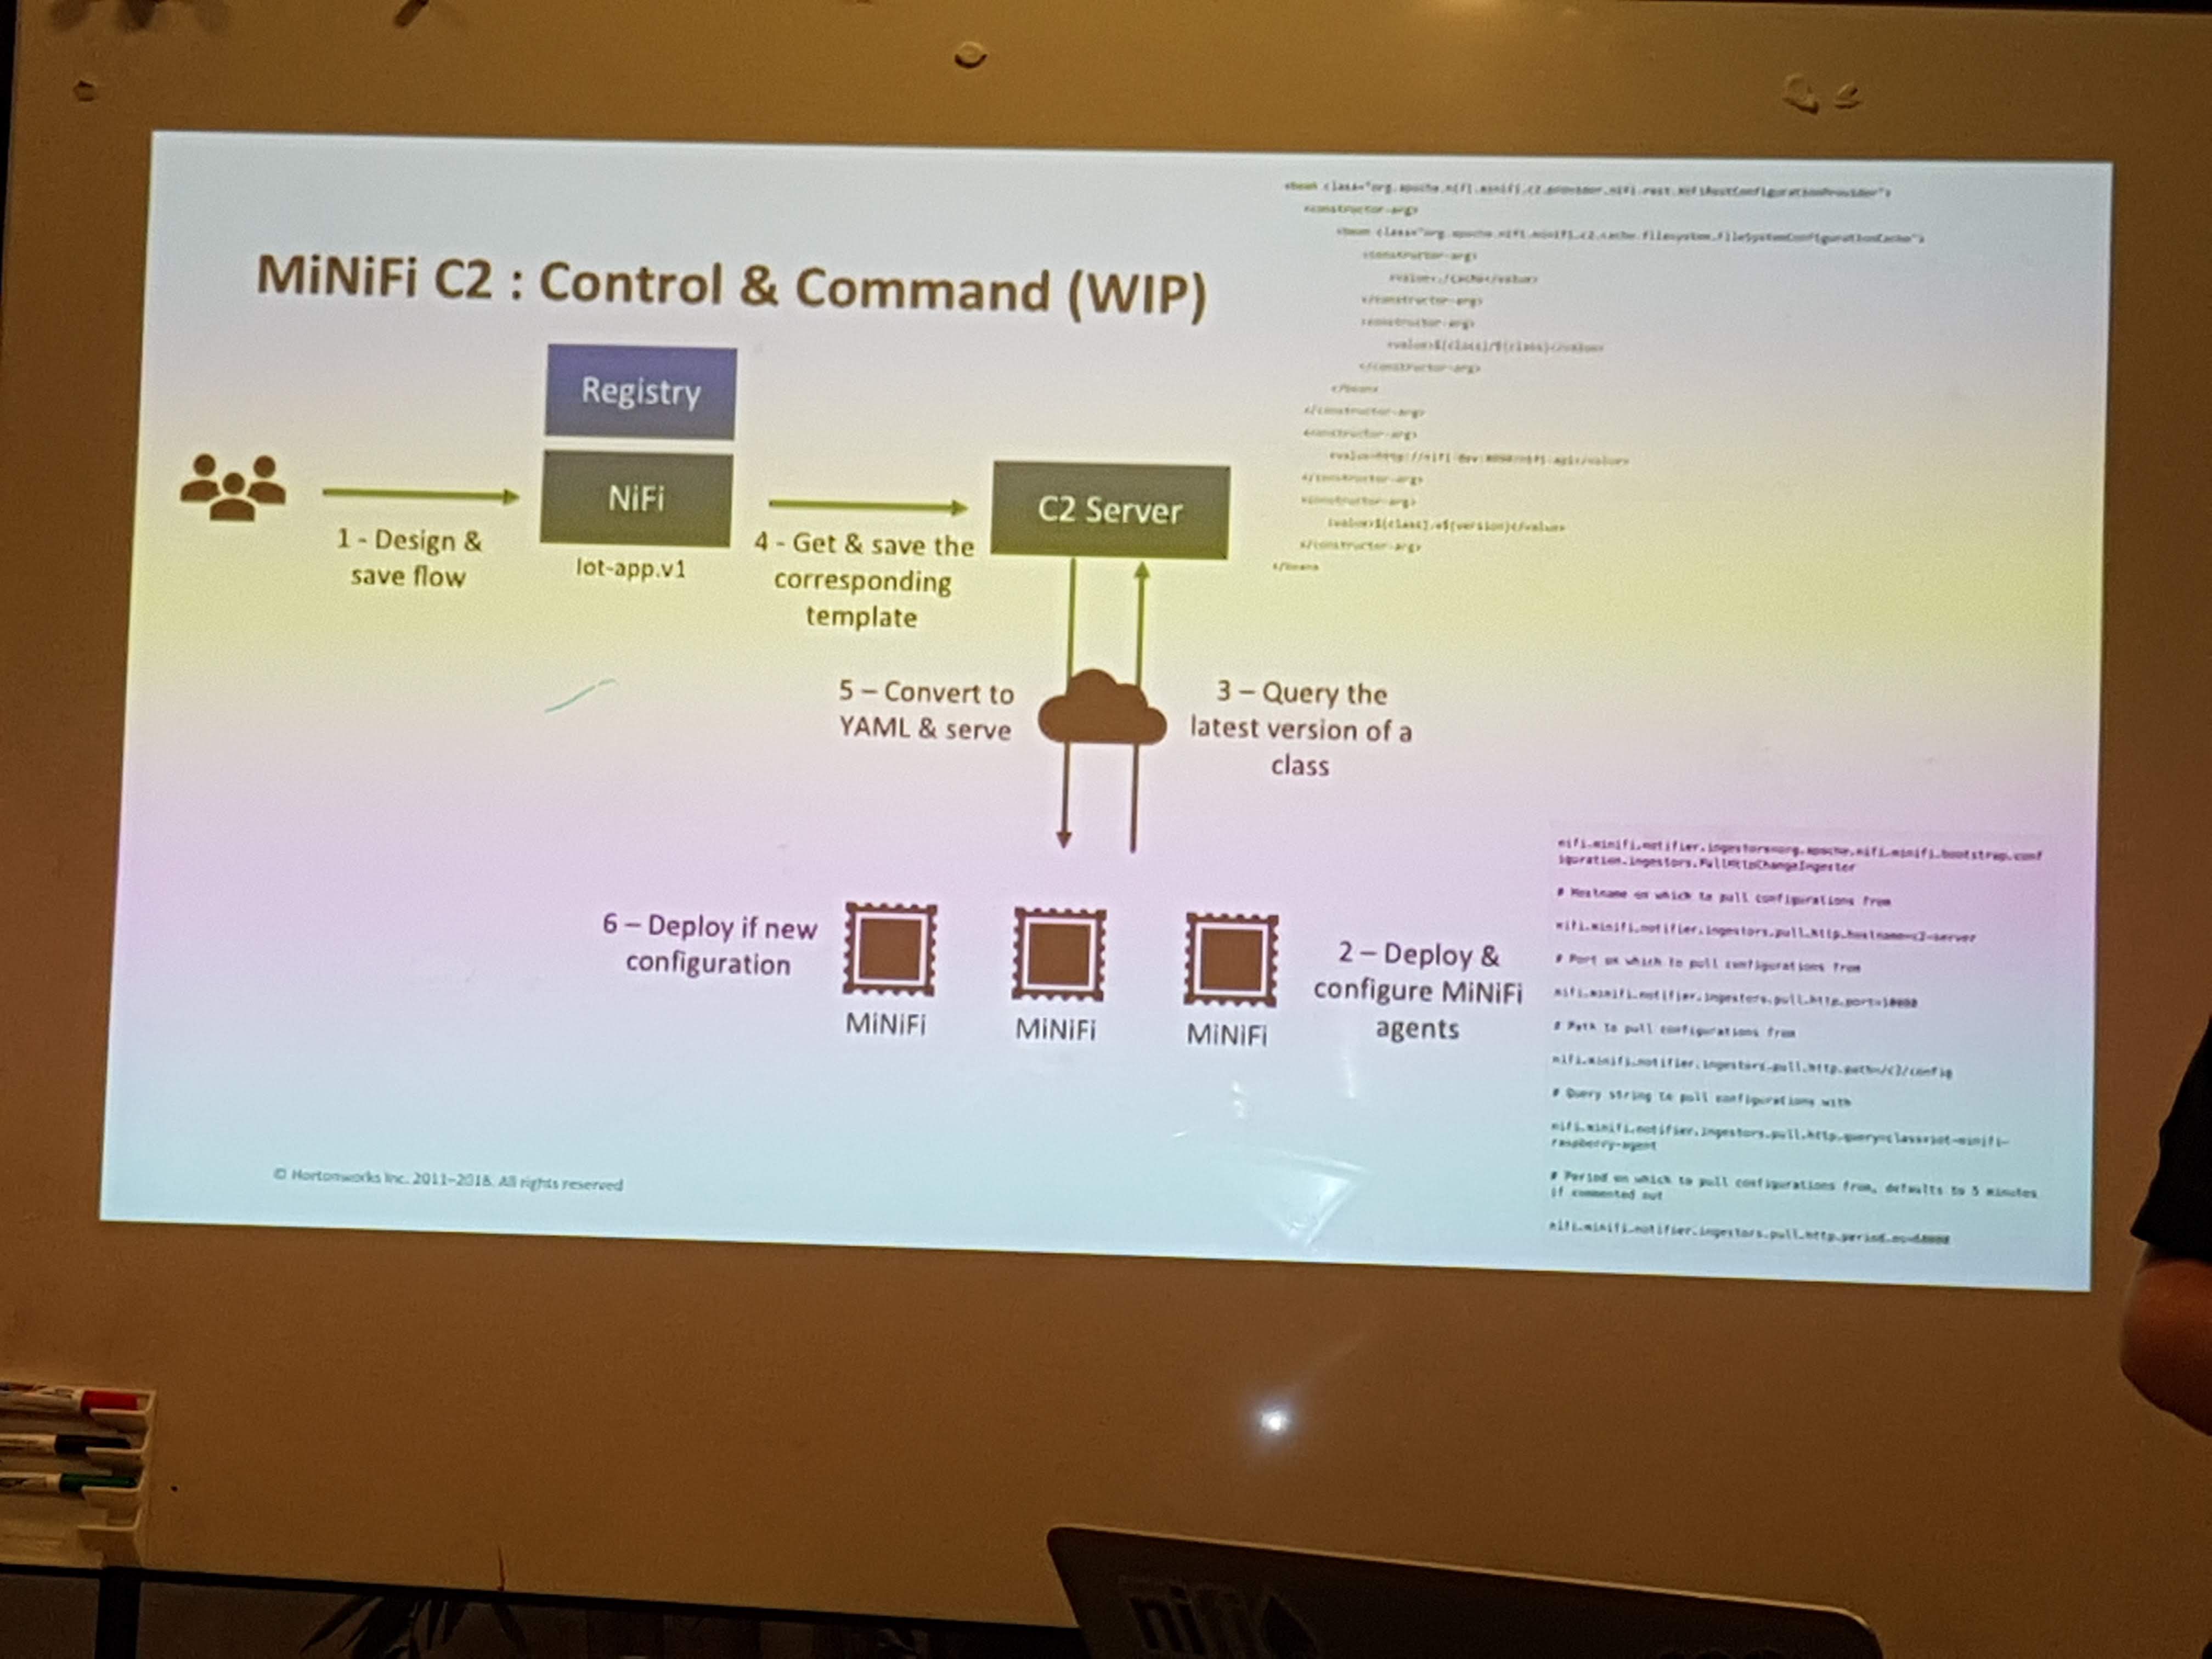 MiNiFi C2 : Control & Command (WIP)
Registry
NiFi
Iot-app.v1
1 - Design &
save flow
4 - Get & save the
corresponding
template
C2 Server
5 – Convert to
YAML & serve
3 – Query the
latest version of a
class
6 – Deploy if new
configuration
MiNiFi
MiNiFi
MiNiFi
2 – Deploy &
configure MiNiFi
agents
<bean class="org.apache.nifi.minifi.c2.provider.nifi.rest.NiFiRestConfigurationProvider">
<constructor-arg>
<bean class="org.apache.nifi.minifi.c2.cache.filesystem.FileSystemConfigurationCache">
<constructor-arg>
<value>./cache</value>
</constructor-arg>
<constructor-arg>
<value>${class}/${class}</value>
</constructor-arg>
</bean>
</constructor-arg>
<constructor-arg>
</constructor-arg>
<constructor-arg>
<value>${class}.v${version}</value>
</constructor-arg>
</bean>
nifi.minifi.notifier.ingestors=org.apache.nifi.minifi.bootstrap.conf
iguration.ingestors.PullHttpChangeIngestor
# Hostname on which to pull configurations from
nifi.minifi.notifier.ingestors.pull.http.hostname=c2-server
# Port on which to pull configurations from
nifi.minifi.notifier.ingestors.pull.http.port=10080
# Path to pull configurations from
nifi.minifi.notifier.ingestors.pull.http.path=/c2/config
# Query string to pull configurations with
nifi.minifi.notifier.ingestors.pull.http.query=class=iot-minifi-
raspberry-agent
# Period on which to pull configurations from, defaults to 5 minutes
if commented out
nifi.minifi.notifier.ingestors.pull.http.period.ms=60000
© Hortonworks Inc. 2011–2018. All rights reserved
nifi